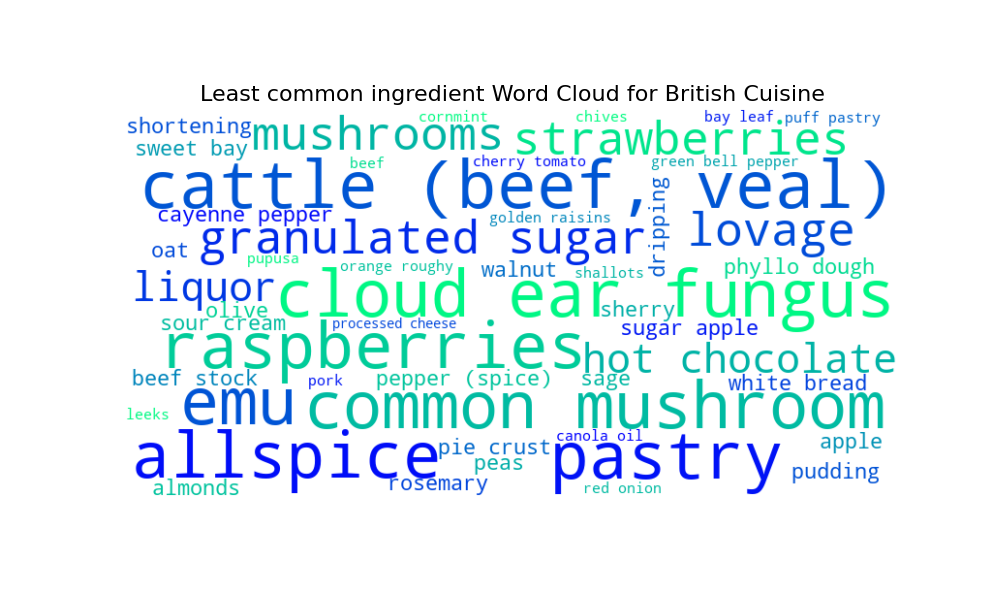 Least common ingredient Word Cloud for British Cuisine
cornmint
chives
bay leaf
puff pastry
shortening
mushrooms
strawberries
sweet bay
beef
cherry tomato
green bell pepper
cattle (beef, veal)
dripping
cayenne pepper
golden raisins
granulated sugar
lovage
oat
pupusa
orange roughy
walnut
shallots
phyllo dough
liquor
cloud ear fungus
olive
sherry
sour cream
processed cheese
sugar apple
raspberries
hot chocolate
beef stock
pork
pepper (spice)
sage
white bread
emu
common mushroom
leeks
allspice
pie crust
canola oil
pastry
apple
peas
pudding
almonds
rosemary
red onion